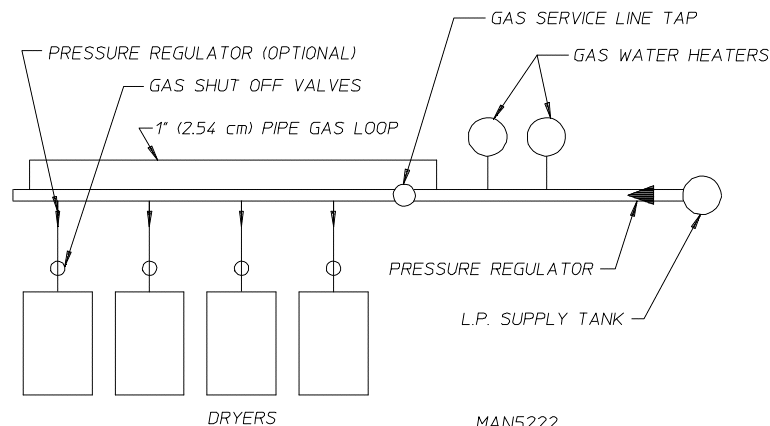 GAS SERVICE LINE TAP
PRESSURE REGULATOR (OPTIONAL)
GAS WATER HEATERS
GAS SHUT OFF VALVES
1" (2.54 cm) PIPE GAS LOOP
PRESSURE REGULATOR
L.P. SUPPLY TANK
DRYERS
MAN5222